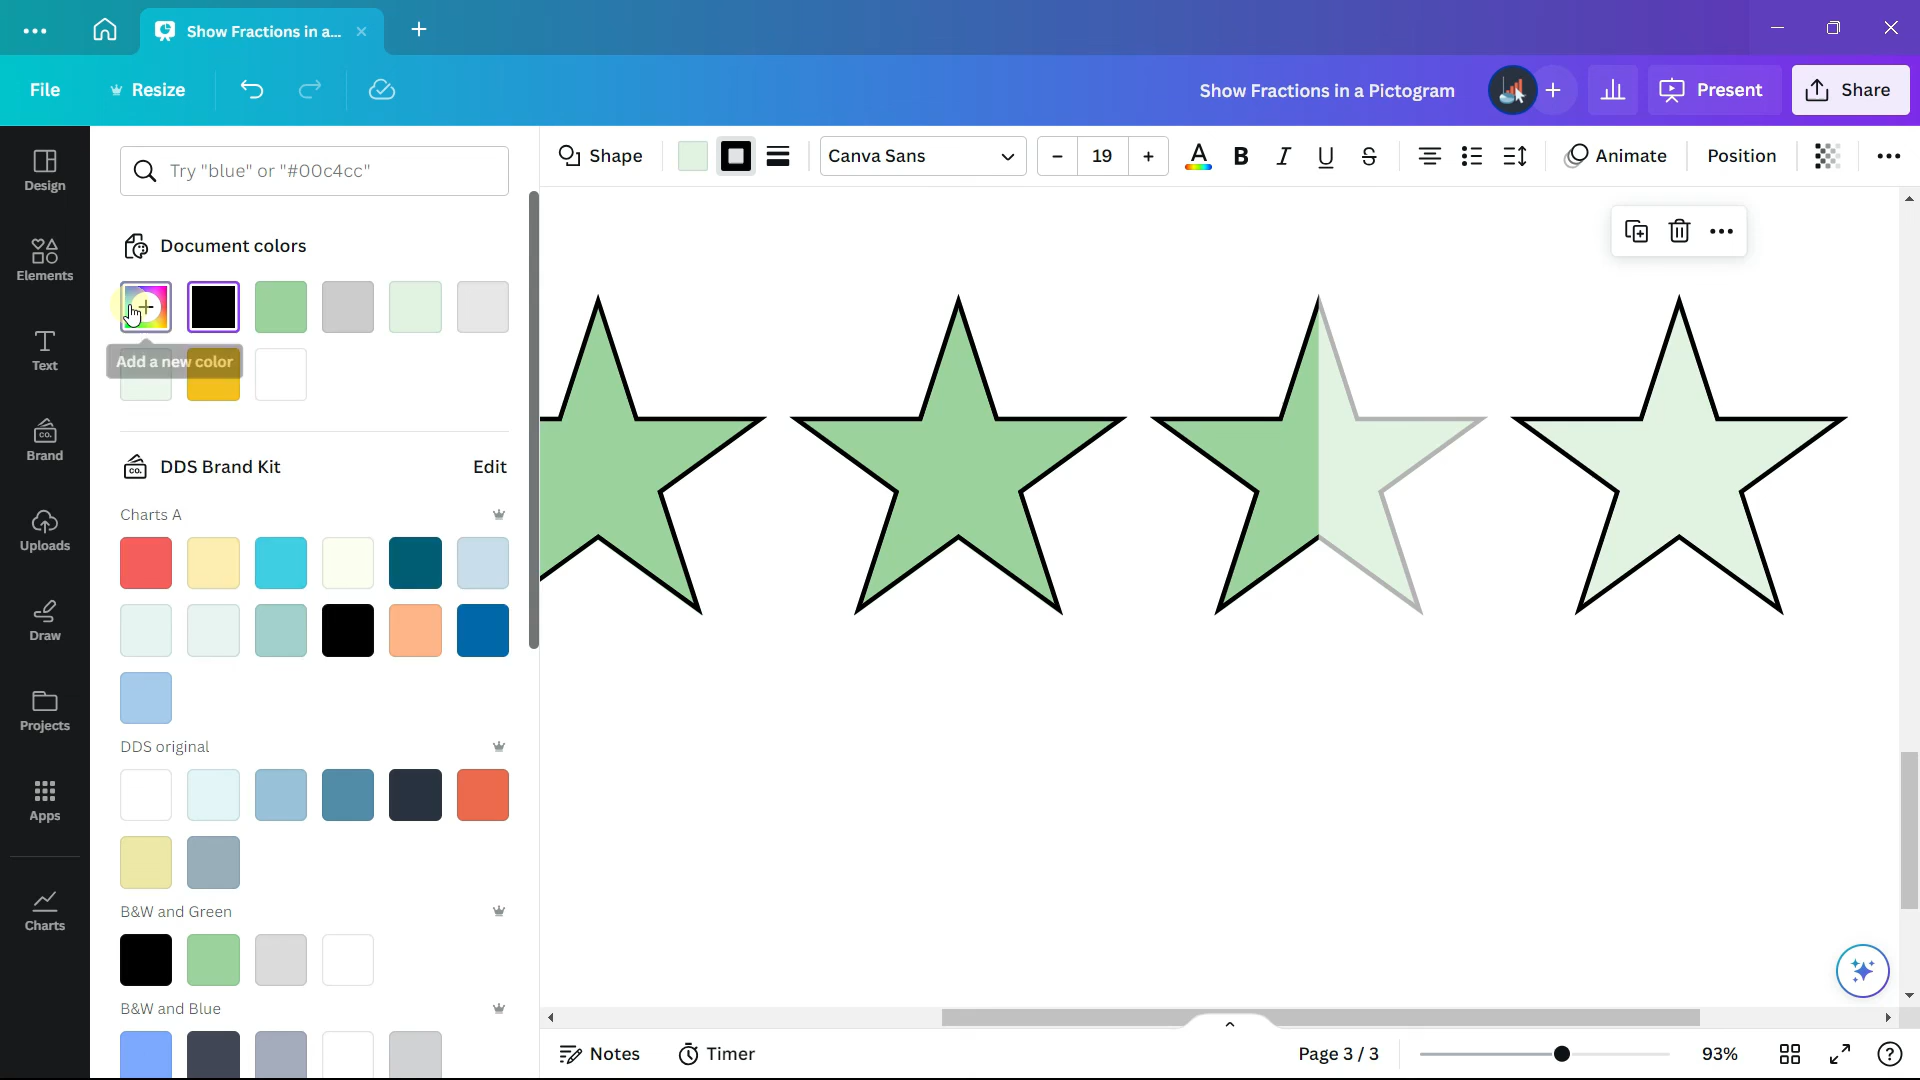 Show Fractions in a...
File
Resize
Show Fractions in a Pictogram
Present
Share
Design
Elements
Text
Brand
Uploads
Draw
Projects
Apps
Charts
Try "blue" or "#00c4cc"
Document colors
Add a new color
DDS Brand Kit
Edit
Charts A
DDS original
B&W and Green
B&W and Blue
Shape
Canva Sans
19
A
B
I
U
S
Animate
Position
Notes
Timer
Page 3 / 3
93%
CO.
CO.